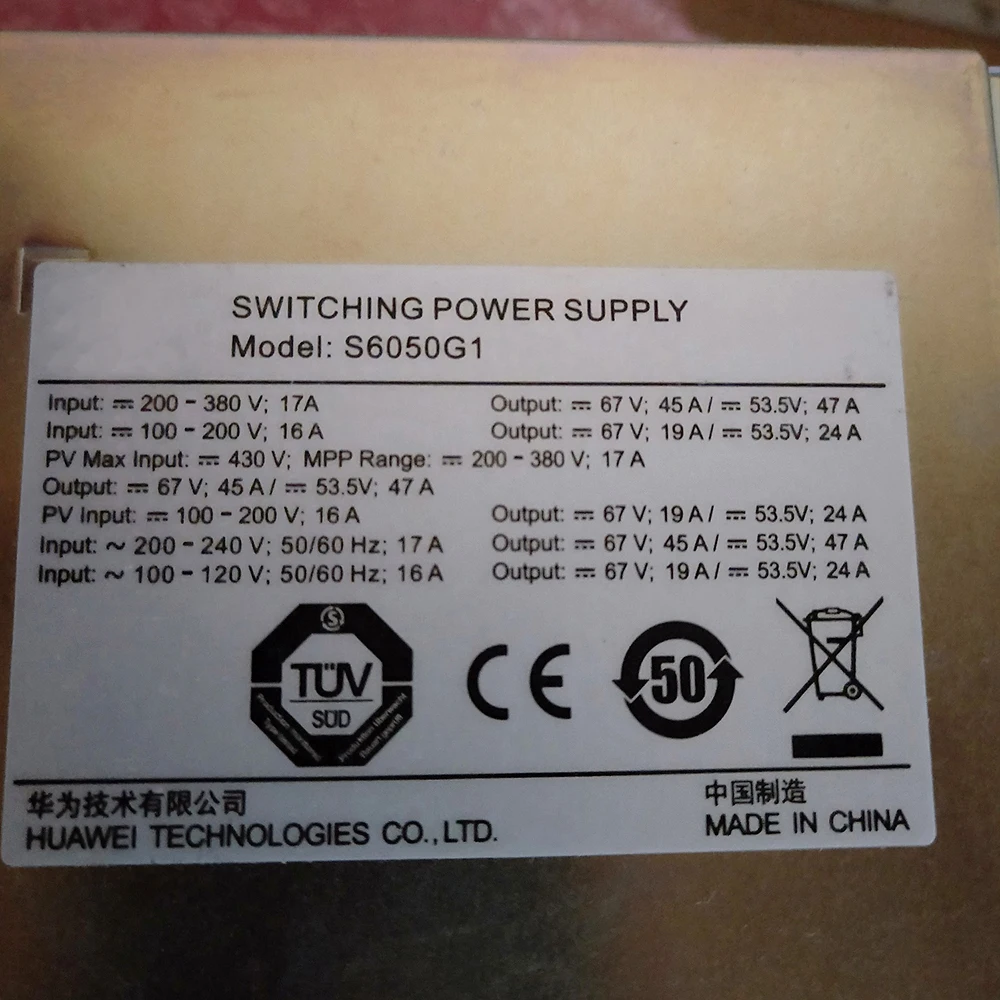 SWITCHING POWER SUPPLY
Model: S6050G1
Input: ⎓ 200 - 380 V; 17A Output: ⎓ 67 V; 45 A / ⎓ 53.5V; 47 A
Input: ⎓ 100 - 200 V; 16 A Output: ⎓ 67 V; 19 A / ⎓ 53.5V; 24 A
PV Max Input: ⎓ 430 V; MPP Range: ⎓ 200 - 380 V; 17 A
Output: ⎓ 67 V; 45 A / ⎓ 53.5V; 47 A
PV Input: ⎓ 100 - 200 V; 16 A Output: ⎓ 67 V; 19 A / ⎓ 53.5V; 24 A
Input: ~ 200 - 240 V; 50/60 Hz; 17 A Output: ⎓ 67 V; 45 A / ⎓ 53.5V; 47 A
Input: ~ 100 - 120 V; 50/60 Hz; 16 A Output: ⎓ 67 V; 19 A / ⎓ 53.5V; 24 A
S
TÜV
SÜD
CE
50
华为技术有限公司
HUAWEI TECHNOLOGIES CO., LTD.
中国制造
MADE IN CHINA